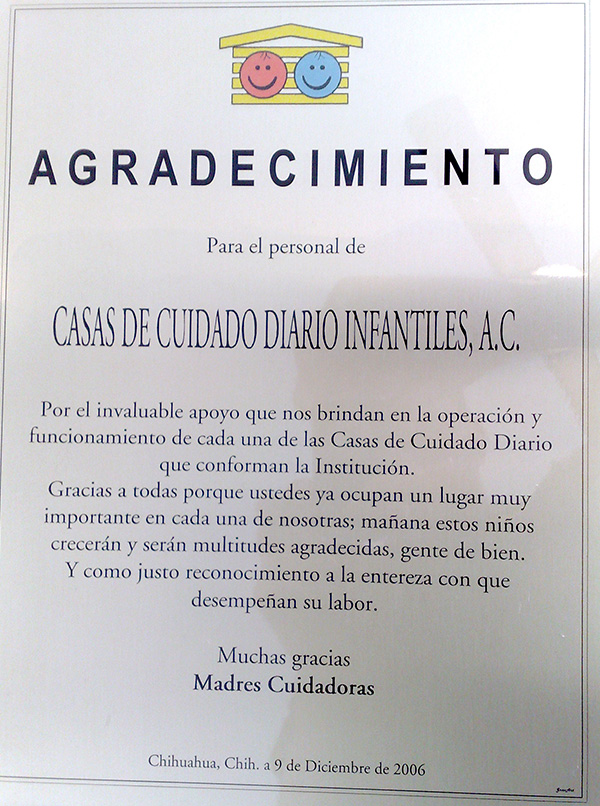 AGRADECIMIENTO
Para el personal de
CASAS DE CUIDADO DIARIO INFANTILES, A.C.
Por el invaluable apoyo que nos brindan en la operación y
funcionamiento de cada una de las Casas de Cuidado Diario
que conforman la Institución.
Gracias a todas porque ustedes ya ocupan un lugar muy
importante en cada una de nosotras; mañana estos niños
crecerán y serán multitudes agradecidas, gente de bien.
Y como justo reconocimiento a la entereza con que
desempeñan su labor.
Muchas gracias
Madres Cuidadoras
Chihuahua, Chih. a 9 de Diciembre de 2006